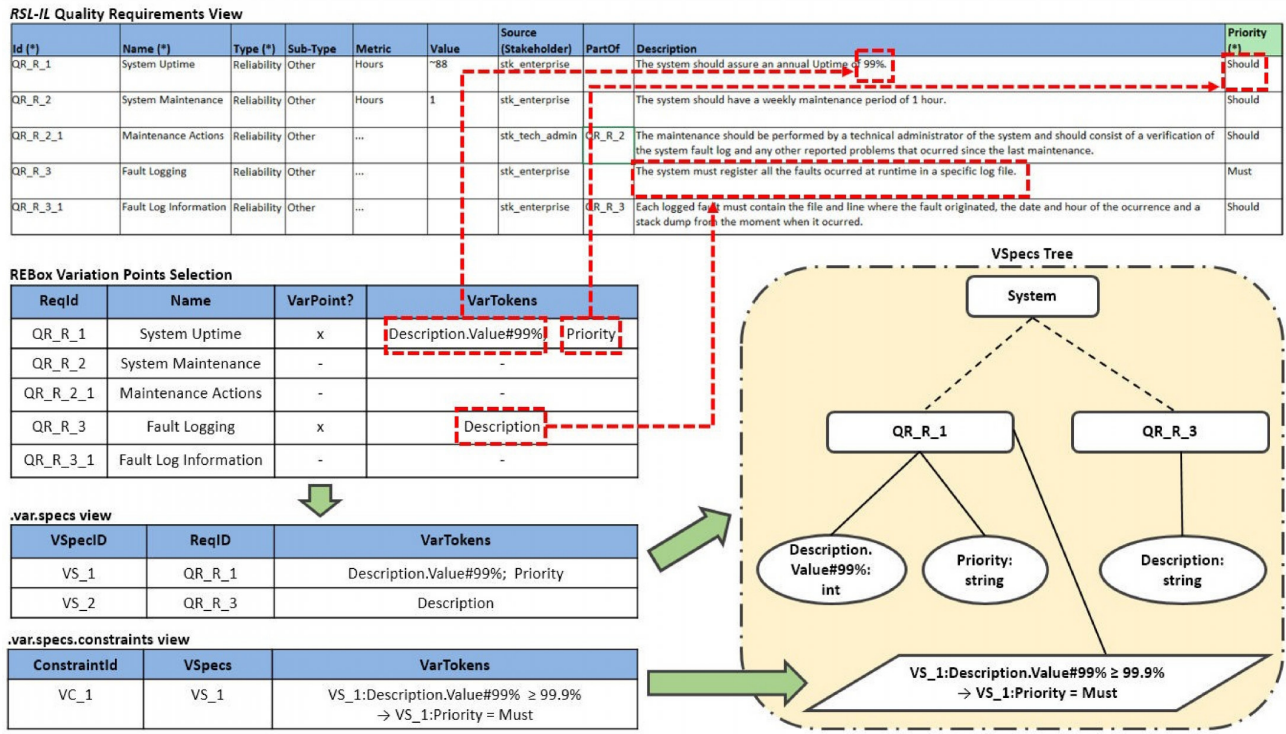 RSL-IL Quality Requirements View
Id (*) Name (*) Type (*) Sub-Type Metric Value Source (Stakeholder) PartOf Description Priority (*)
QR_R_1 System Uptime Reliability Other Hours ~88 stk_enterprise The system should assure an annual Uptime of 99%. Should
QR_R_2 System Maintenance Reliability Other Hours 1 stk_enterprise The system should have a weekly maintenance period of 1 hour. Should
QR_R_2_1 Maintenance Actions Reliability Other ... stk_tech_admin QR_R_2 The maintenance should be performed by a technical administrator of the system and should consist of a verification of Should
the system fault log and any other reported problems that ocurred since the last maintenance.
QR_R_3 Fault Logging Reliability Other ... stk_enterprise The system must register all the faults ocurred at runtime in a specific log file. Must
QR_R_3_1 Fault Log Information Reliability Other ... stk_enterprise QR_R_3 Each logged fault must contain the file and line where the fault originated, the date and hour of the ocurrence and a Should
stack dump from the moment when it ocurred.
REBox Variation Points Selection
ReqId Name VarPoint? VarTokens
QR_R_1 System Uptime x Description.Value#99% Priority
QR_R_2 System Maintenance - -
QR_R_2_1 Maintenance Actions - -
QR_R_3 Fault Logging x Description
QR_R_3_1 Fault Log Information - -
.var.specs view
VSpecID ReqID VarTokens
VS_1 QR_R_1 Description.Value#99%; Priority
VS_2 QR_R_3 Description
.var.specs.constraints view
ConstraintId VSpecs VarTokens
VC_1 VS_1 VS_1:Description.Value#99% ≥ 99.9%
→ VS_1:Priority = Must
VSpecs Tree
System
QR_R_1 QR_R_3
Description.
Value#99%:
int
Priority:
string
Description:
string
VS_1:Description.Value#99% ≥ 99.9%
→ VS_1:Priority = Must